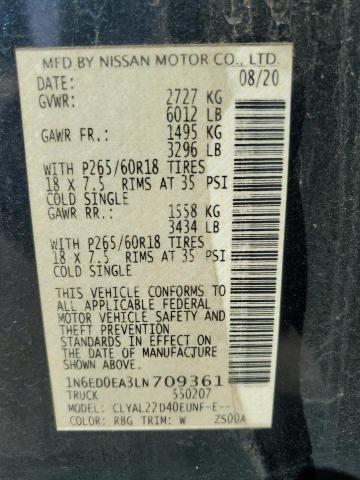 MFD BY NISSAN MOTOR CO., LTD.
DATE: 08/20
GVWR: 2727 KG
6012 LB
GAWR FR.: 1495 KG
3296 LB
WITH P265/60R18 TIRES
18 X 7.5 RIMS AT 35 PSI
COLD SINGLE
GAWR RR.: 1558 KG
3434 LB
WITH P265/60R18 TIRES
18 X 7.5 RIMS AT 35 PSI
COLD SINGLE
THIS VEHICLE CONFORMS TO
ALL APPLICABLE FEDERAL
MOTOR VEHICLE SAFETY AND
THEFT PREVENTION
STANDARDS IN EFFECT ON
THE DATE OF MANUFACTURE
SHOWN ABOVE.
1N6ED0EA3LN709361
TRUCK 550207
MODEL: CLYAL22D40EUNF-E--
COLOR: RBG TRIM: W ZS00A